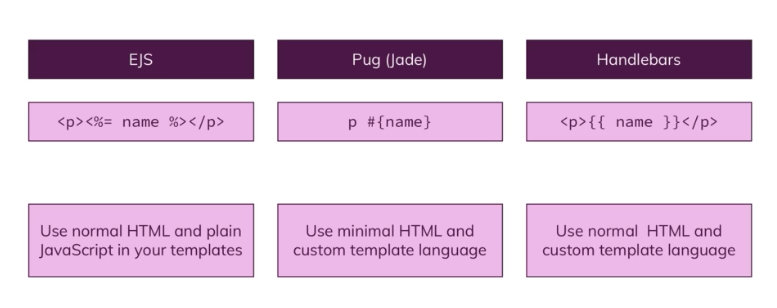 EJS
Pug (Jade)
Handlebars
<p><%= name %></p>
p #{name}
<p>{{ name }}</p>
Use normal HTML and plain
JavaScript in your templates
Use minimal HTML and
custom template language
Use normal HTML and
custom template language